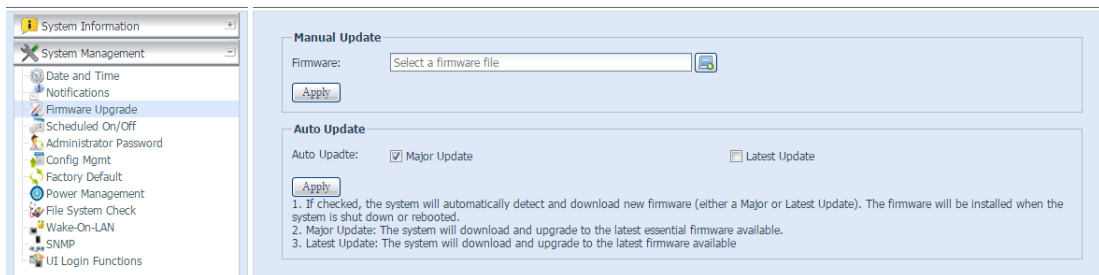 System Information
System Management
Date and Time
Notifications
Firmware Upgrade
Scheduled On/Off
Administrator Password
Config Mgmt
Factory Default
Power Management
File System Check
Wake-On-LAN
SNMP
UI Login Functions
Manual Update
Firmware: Select a firmware file
Apply
Auto Update
Auto Upadte: Major Update Latest Update
Apply
1. If checked, the system will automatically detect and download new firmware (either a Major or Latest Update). The firmware will be installed when the
system is shut down or rebooted.
2. Major Update: The system will download and upgrade to the latest essential firmware available.
3. Latest Update: The system will download and upgrade to the latest firmware available